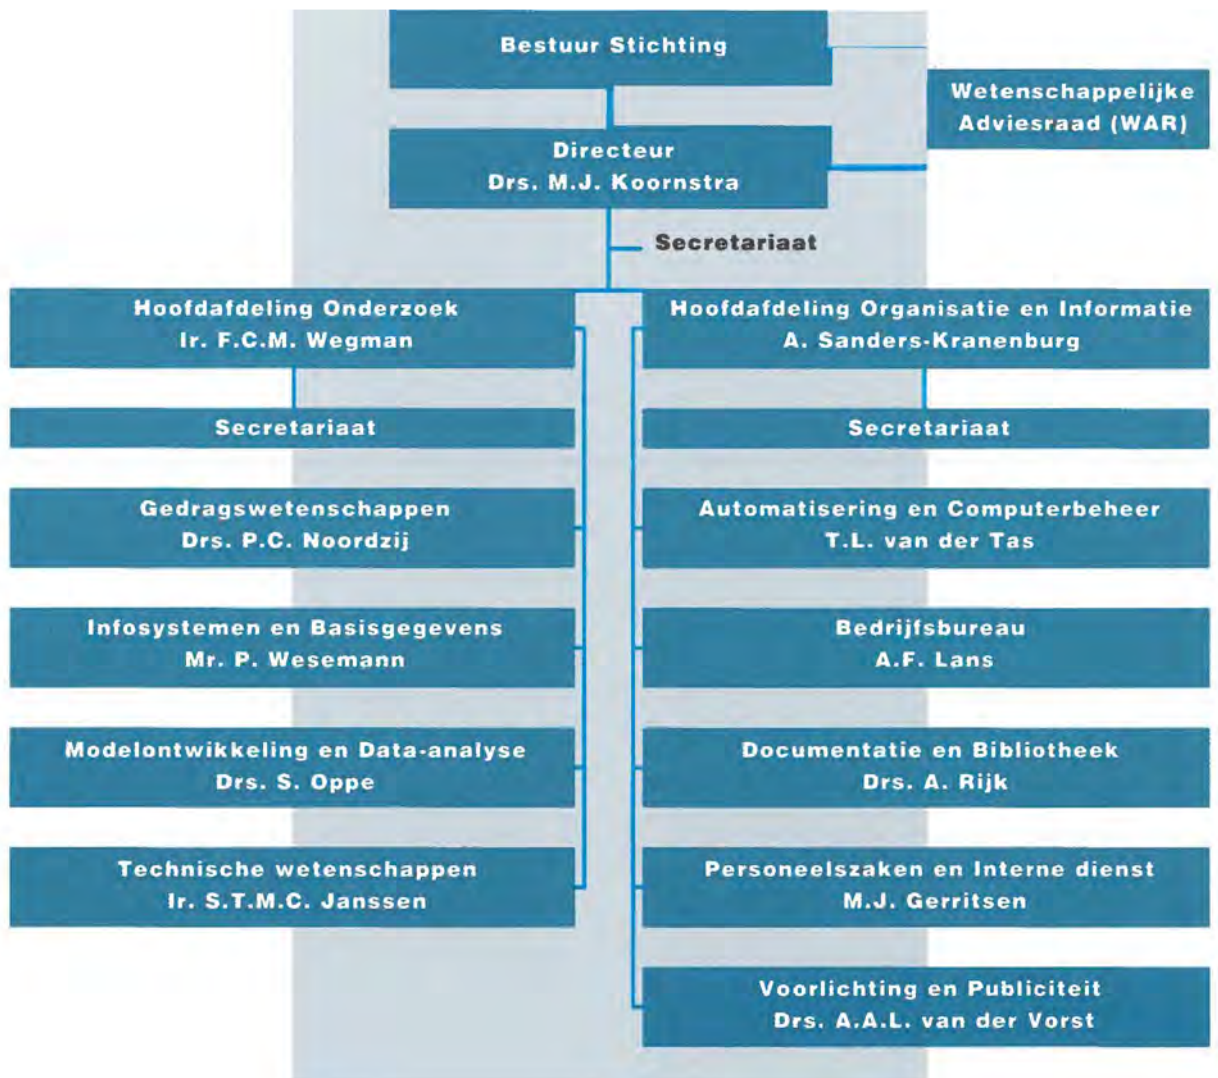 Bestuur Stichting
Wetenschappelijke
Adviesraad (WAR)
Directeur
Drs. M.J. Koornstra
Secretariaat
Hoofdafdeling Onderzoek
Ir. F.C.M. Wegman
Secretariaat
Gedragswetenschappen
Drs. P.C. Noordzij
Infosystemen en Basisgegevens
Mr. P. Wesemann
Modelontwikkeling en Data-analyse
Drs. S. Oppe
Technische wetenschappen
Ir. S.T.M.C. Janssen
Hoofdafdeling Organisatie en Informatie
A. Sanders-Kranenburg
Secretariaat
Automatisering en Computerbeheer
T.L. van der Tas
Bedrijfsbureau
A.F. Lans
Documentatie en Bibliotheek
Drs. A. Rijk
Personeelszaken en Interne dienst
M.J. Gerritsen
Voorlichting en Publiciteit
Drs. A.A.L. van der Vorst